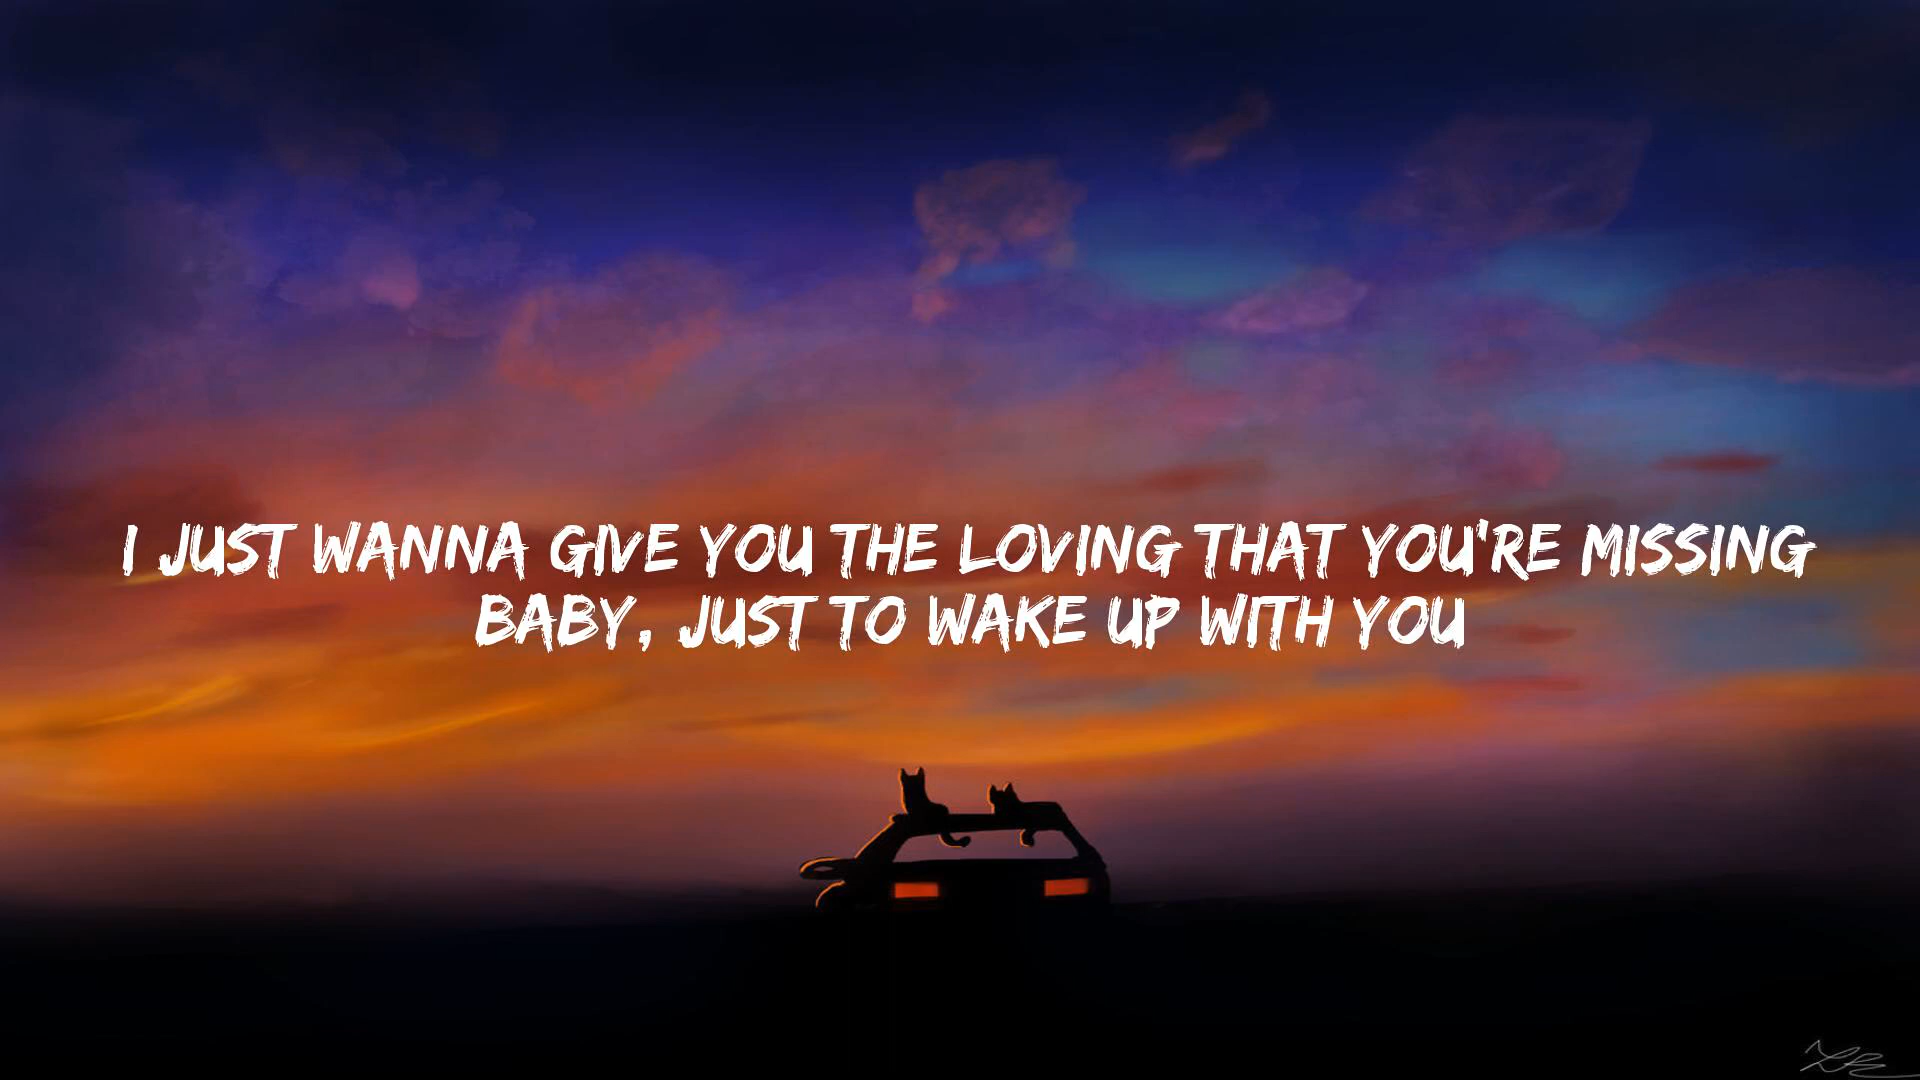 I JUST WANNA GIVE YOU THE LOVING THAT YOU'RE MISSING
BABY, JUST TO WAKE UP WITH YOU